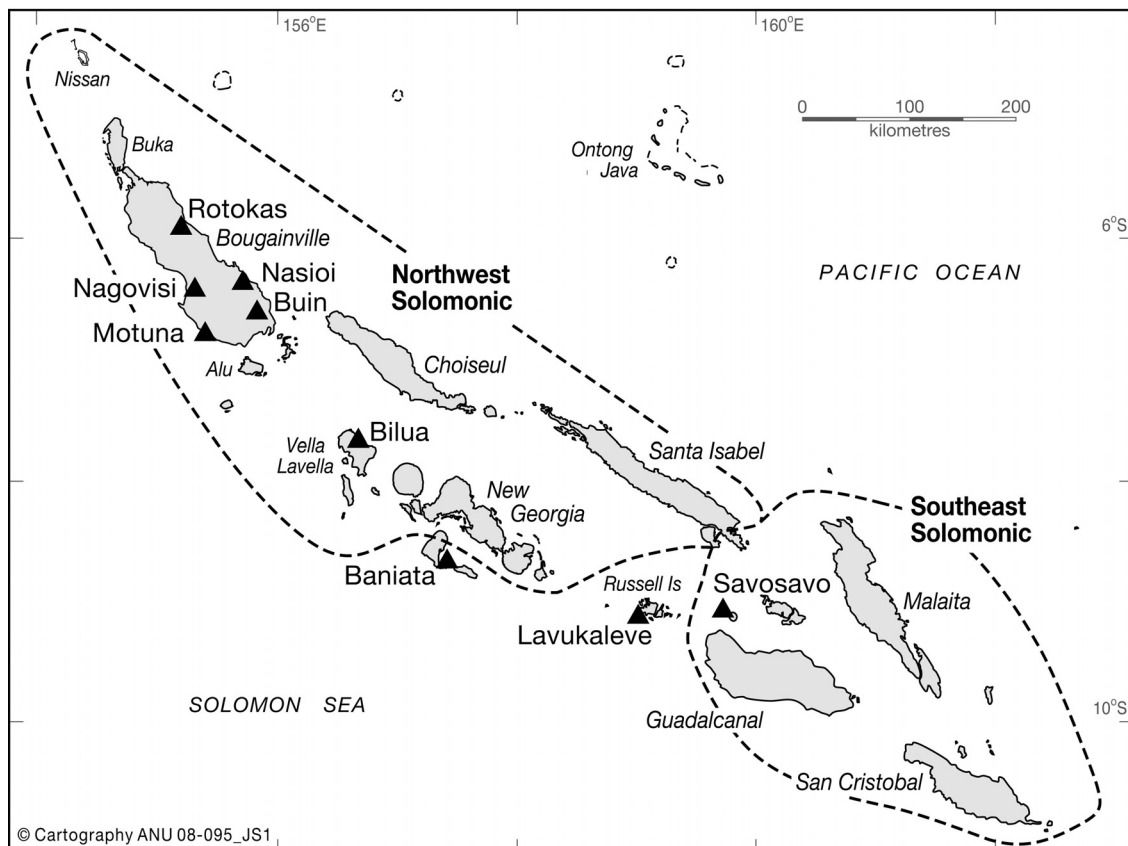 156°E
160°E
Nissan
0 100 200
kilometres
Buka
Ontong
Java
Rotokas
Bougainville
6°S
Northwest
Solomonic
PACIFIC OCEAN
Nasioi
Nagovisi
Buin
Motuna
Alu
Choiseul
Bilua
Vella
Lavella
Santa Isabel
New
Georgia
Southeast
Solomonic
Baniata
Russell Is
Savosavo
Malaita
Lavukaleve
SOLOMON SEA
Guadalcanal
10°S
San Cristobal
© Cartography ANU 08-095_JS1